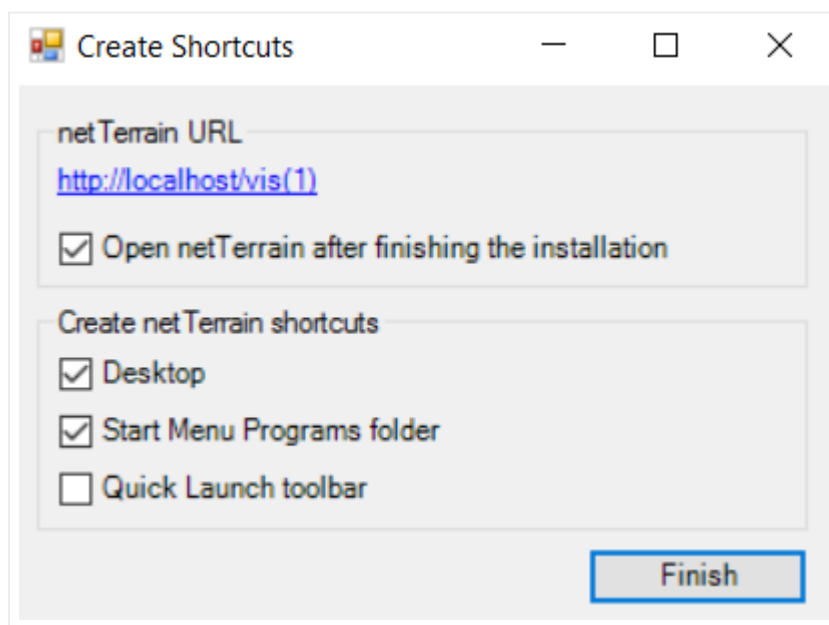 Create Shortcuts
netTerrain URL
http://localhost/vis(1)
Open netTerrain after finishing the installation
Create netTerrain shortcuts
Desktop
Start Menu Programs folder
Quick Launch toolbar
Finish